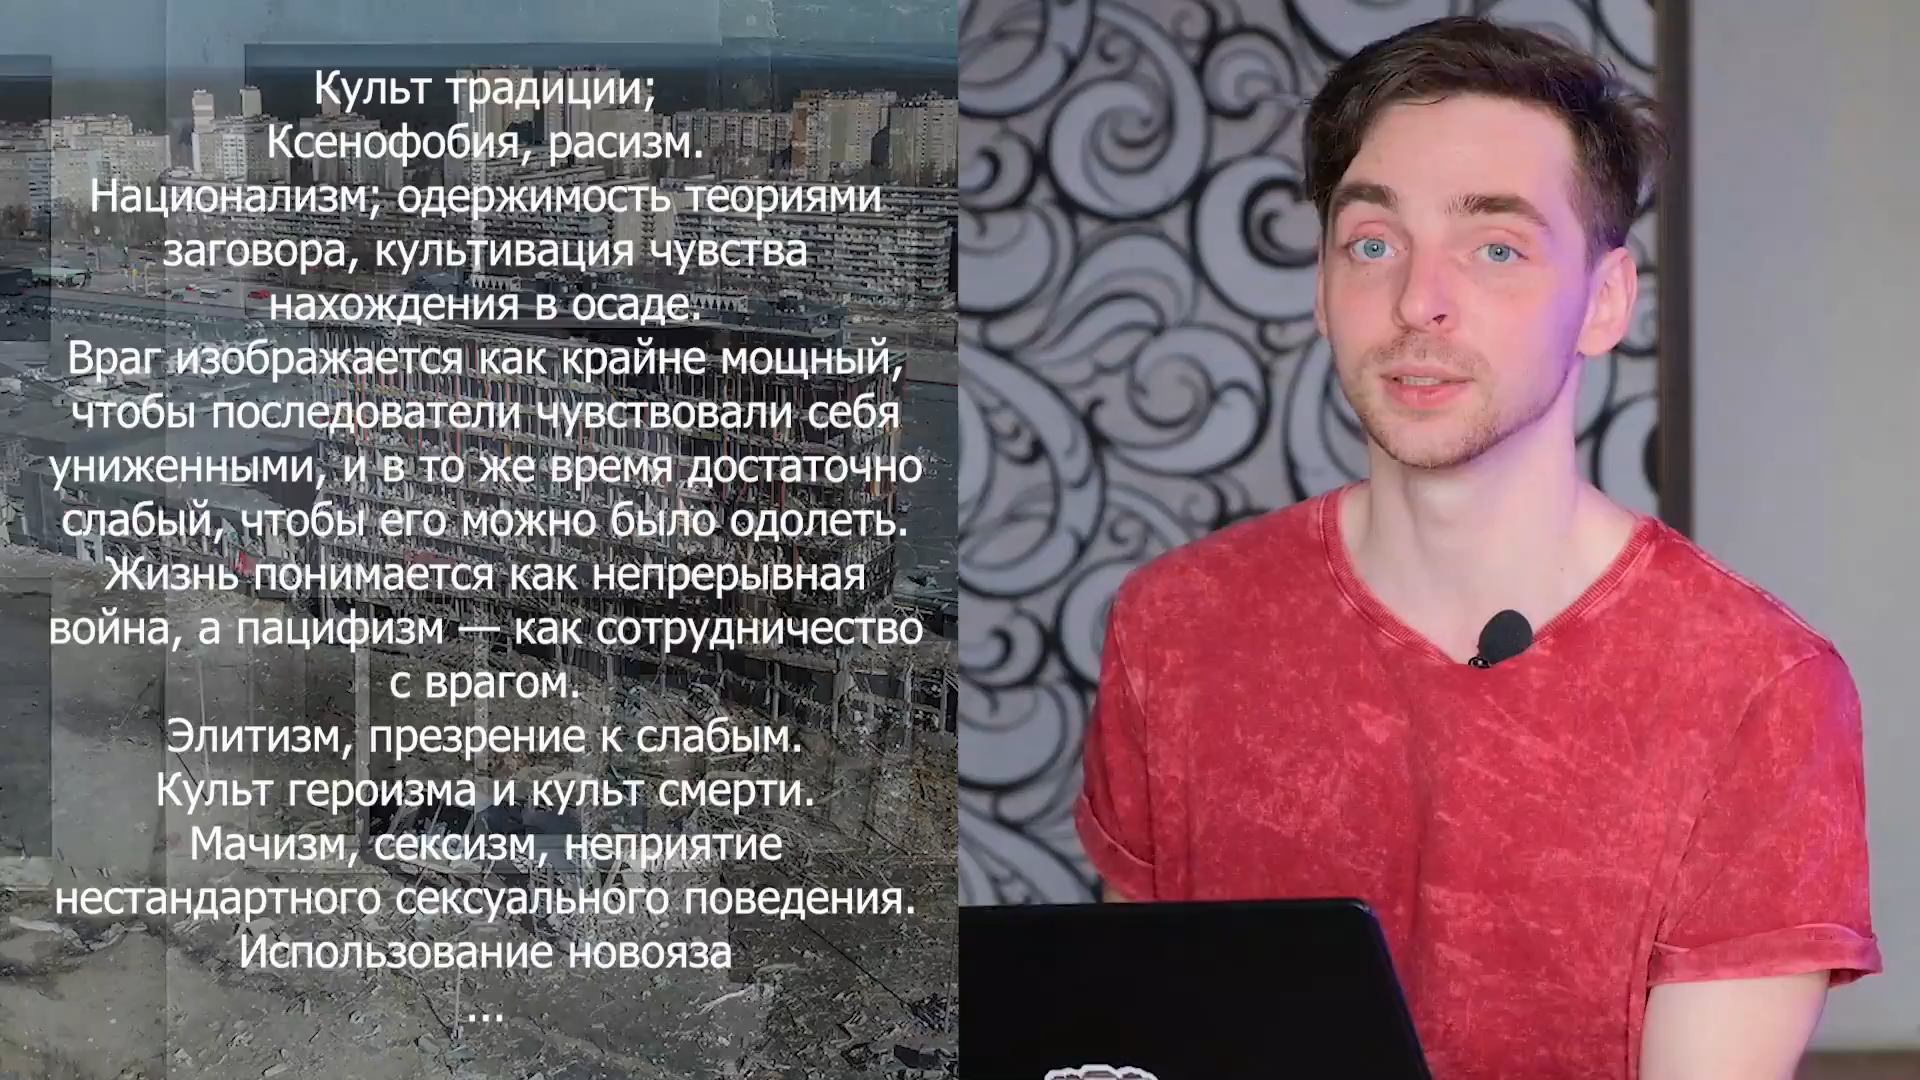 Культ традиции;
Ксенофобия, расизм.
Национализм; одержимость теориями
заговора, культивация чувства
нахождения в осаде.
Враг изображается как крайне мощный,
чтобы последователи чувствовали себя
униженными, и в то же время достаточно
слабый, чтобы его можно было одолеть.
Жизнь понимается как непрерывная
война, а пацифизм — как сотрудничество
с врагом.
Элитизм, презрение к слабым.
Культ героизма и культ смерти.
Мачизм, сексизм, неприятие
нестандартного сексуального поведения.
Использование новояза
...